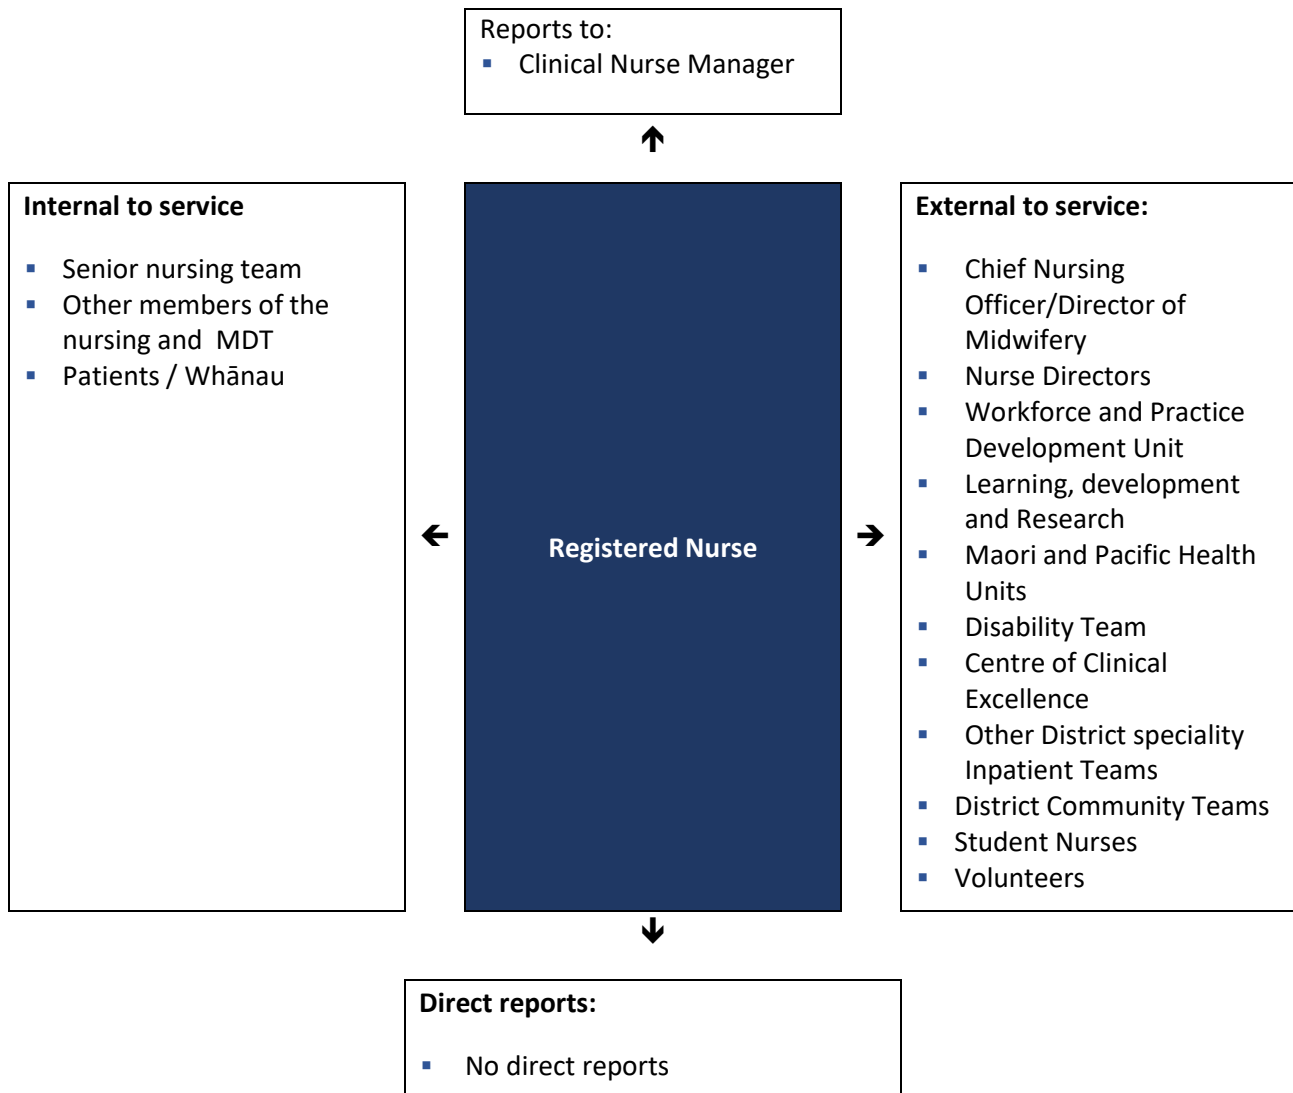 Reports to:
▪ Clinical Nurse Manager
Internal to service
▪ Senior nursing team
▪ Other members of the
nursing and MDT
▪ Patients / Whānau
Registered Nurse
External to service:
▪ Chief Nursing
Officer/Director of
Midwifery
▪ Nurse Directors
▪ Workforce and Practice
Development Unit
▪ Learning, development
and Research
▪ Maori and Pacific Health
Units
▪ Disability Team
▪ Centre of Clinical
Excellence
▪ Other District speciality
Inpatient Teams
▪ District Community Teams
▪ Student Nurses
▪ Volunteers
Direct reports:
▪ No direct reports